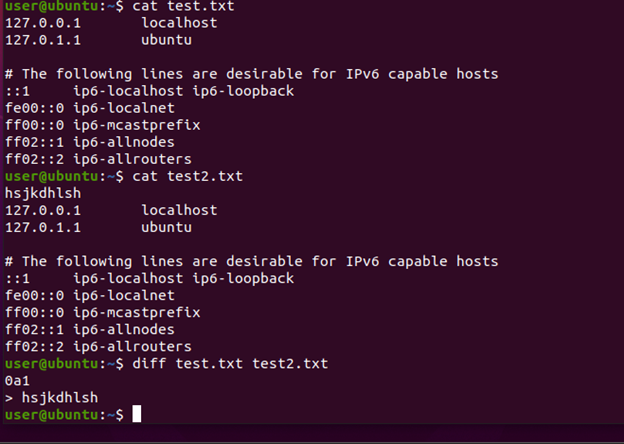 user@ubuntu:~$ cat test.txt
127.0.0.1       localhost
127.0.1.1       ubuntu

# The following lines are desirable for IPv6 capable hosts
::1     ip6-localhost ip6-loopback
fe00::0 ip6-localnet
ff00::0 ip6-mcastprefix
ff02::1 ip6-allnodes
ff02::2 ip6-allrouters
user@ubuntu:~$ cat test2.txt
hsjkdhlsh
127.0.0.1       localhost
127.0.1.1       ubuntu

# The following lines are desirable for IPv6 capable hosts
::1     ip6-localhost ip6-loopback
fe00::0 ip6-localnet
ff00::0 ip6-mcastprefix
ff02::1 ip6-allnodes
ff02::2 ip6-allrouters
user@ubuntu:~$ diff test.txt test2.txt
0a1
> hsjkdhlsh
user@ubuntu:~$